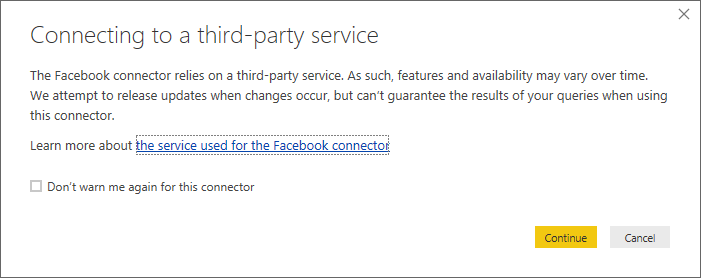 Connecting to a third-party service
The Facebook connector relies on a third-party service. As such, features and availability may vary over time.
We attempt to release updates when changes occur, but can't guarantee the results of your queries when using
this connector.
Learn more about the service used for the Facebook connector
Don't warn me again for this connector
Continue Cancel